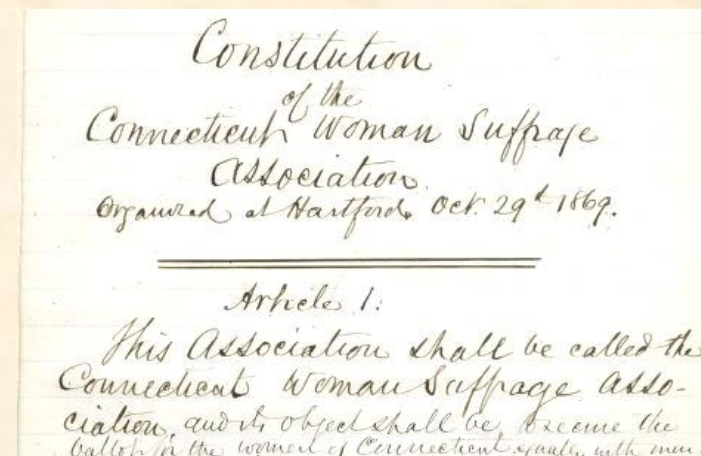 Constitution
of the
Connecticut Woman Suffrage
Association
Organized at Hartford. Oct. 29th 1869.
Article 1:
This Association shall be called the
Connecticut Woman Suffrage Asso-
ciation, and its object shall be, to secure the
ballot for the women of Connecticut equally with men